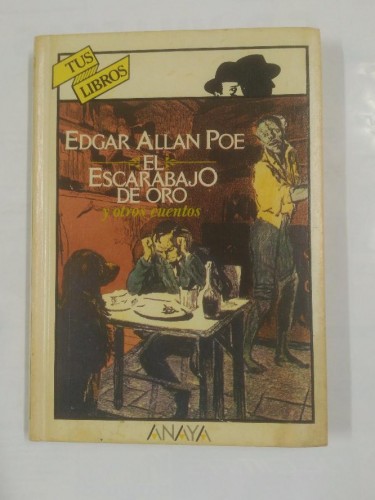 TUS
LIBROS
EDGAR ALLAN POE
EL
ESCARABAJO
DE ORO
y otros cuentos
ANAYA